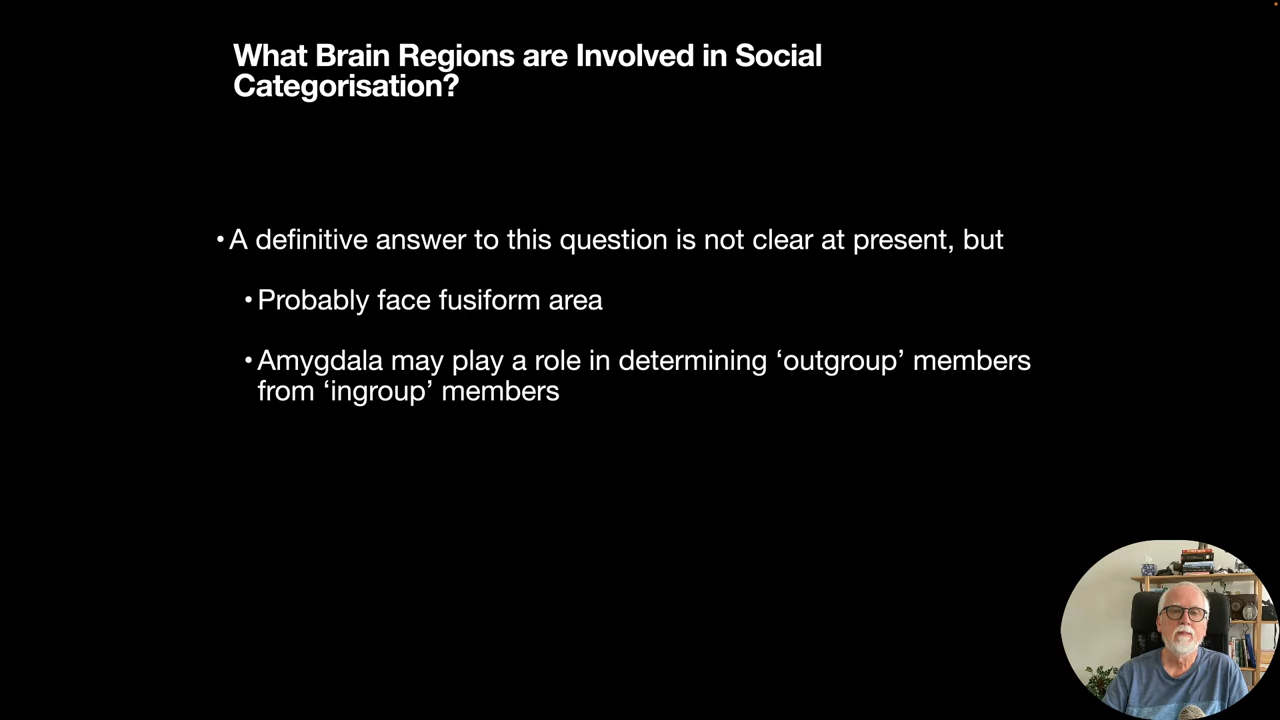 What Brain Regions are Involved in Social
Categorisation?
• A definitive answer to this question is not clear at present, but
• Probably face fusiform area
• Amygdala may play a role in determining ‘outgroup’ members
from ‘ingroup’ members